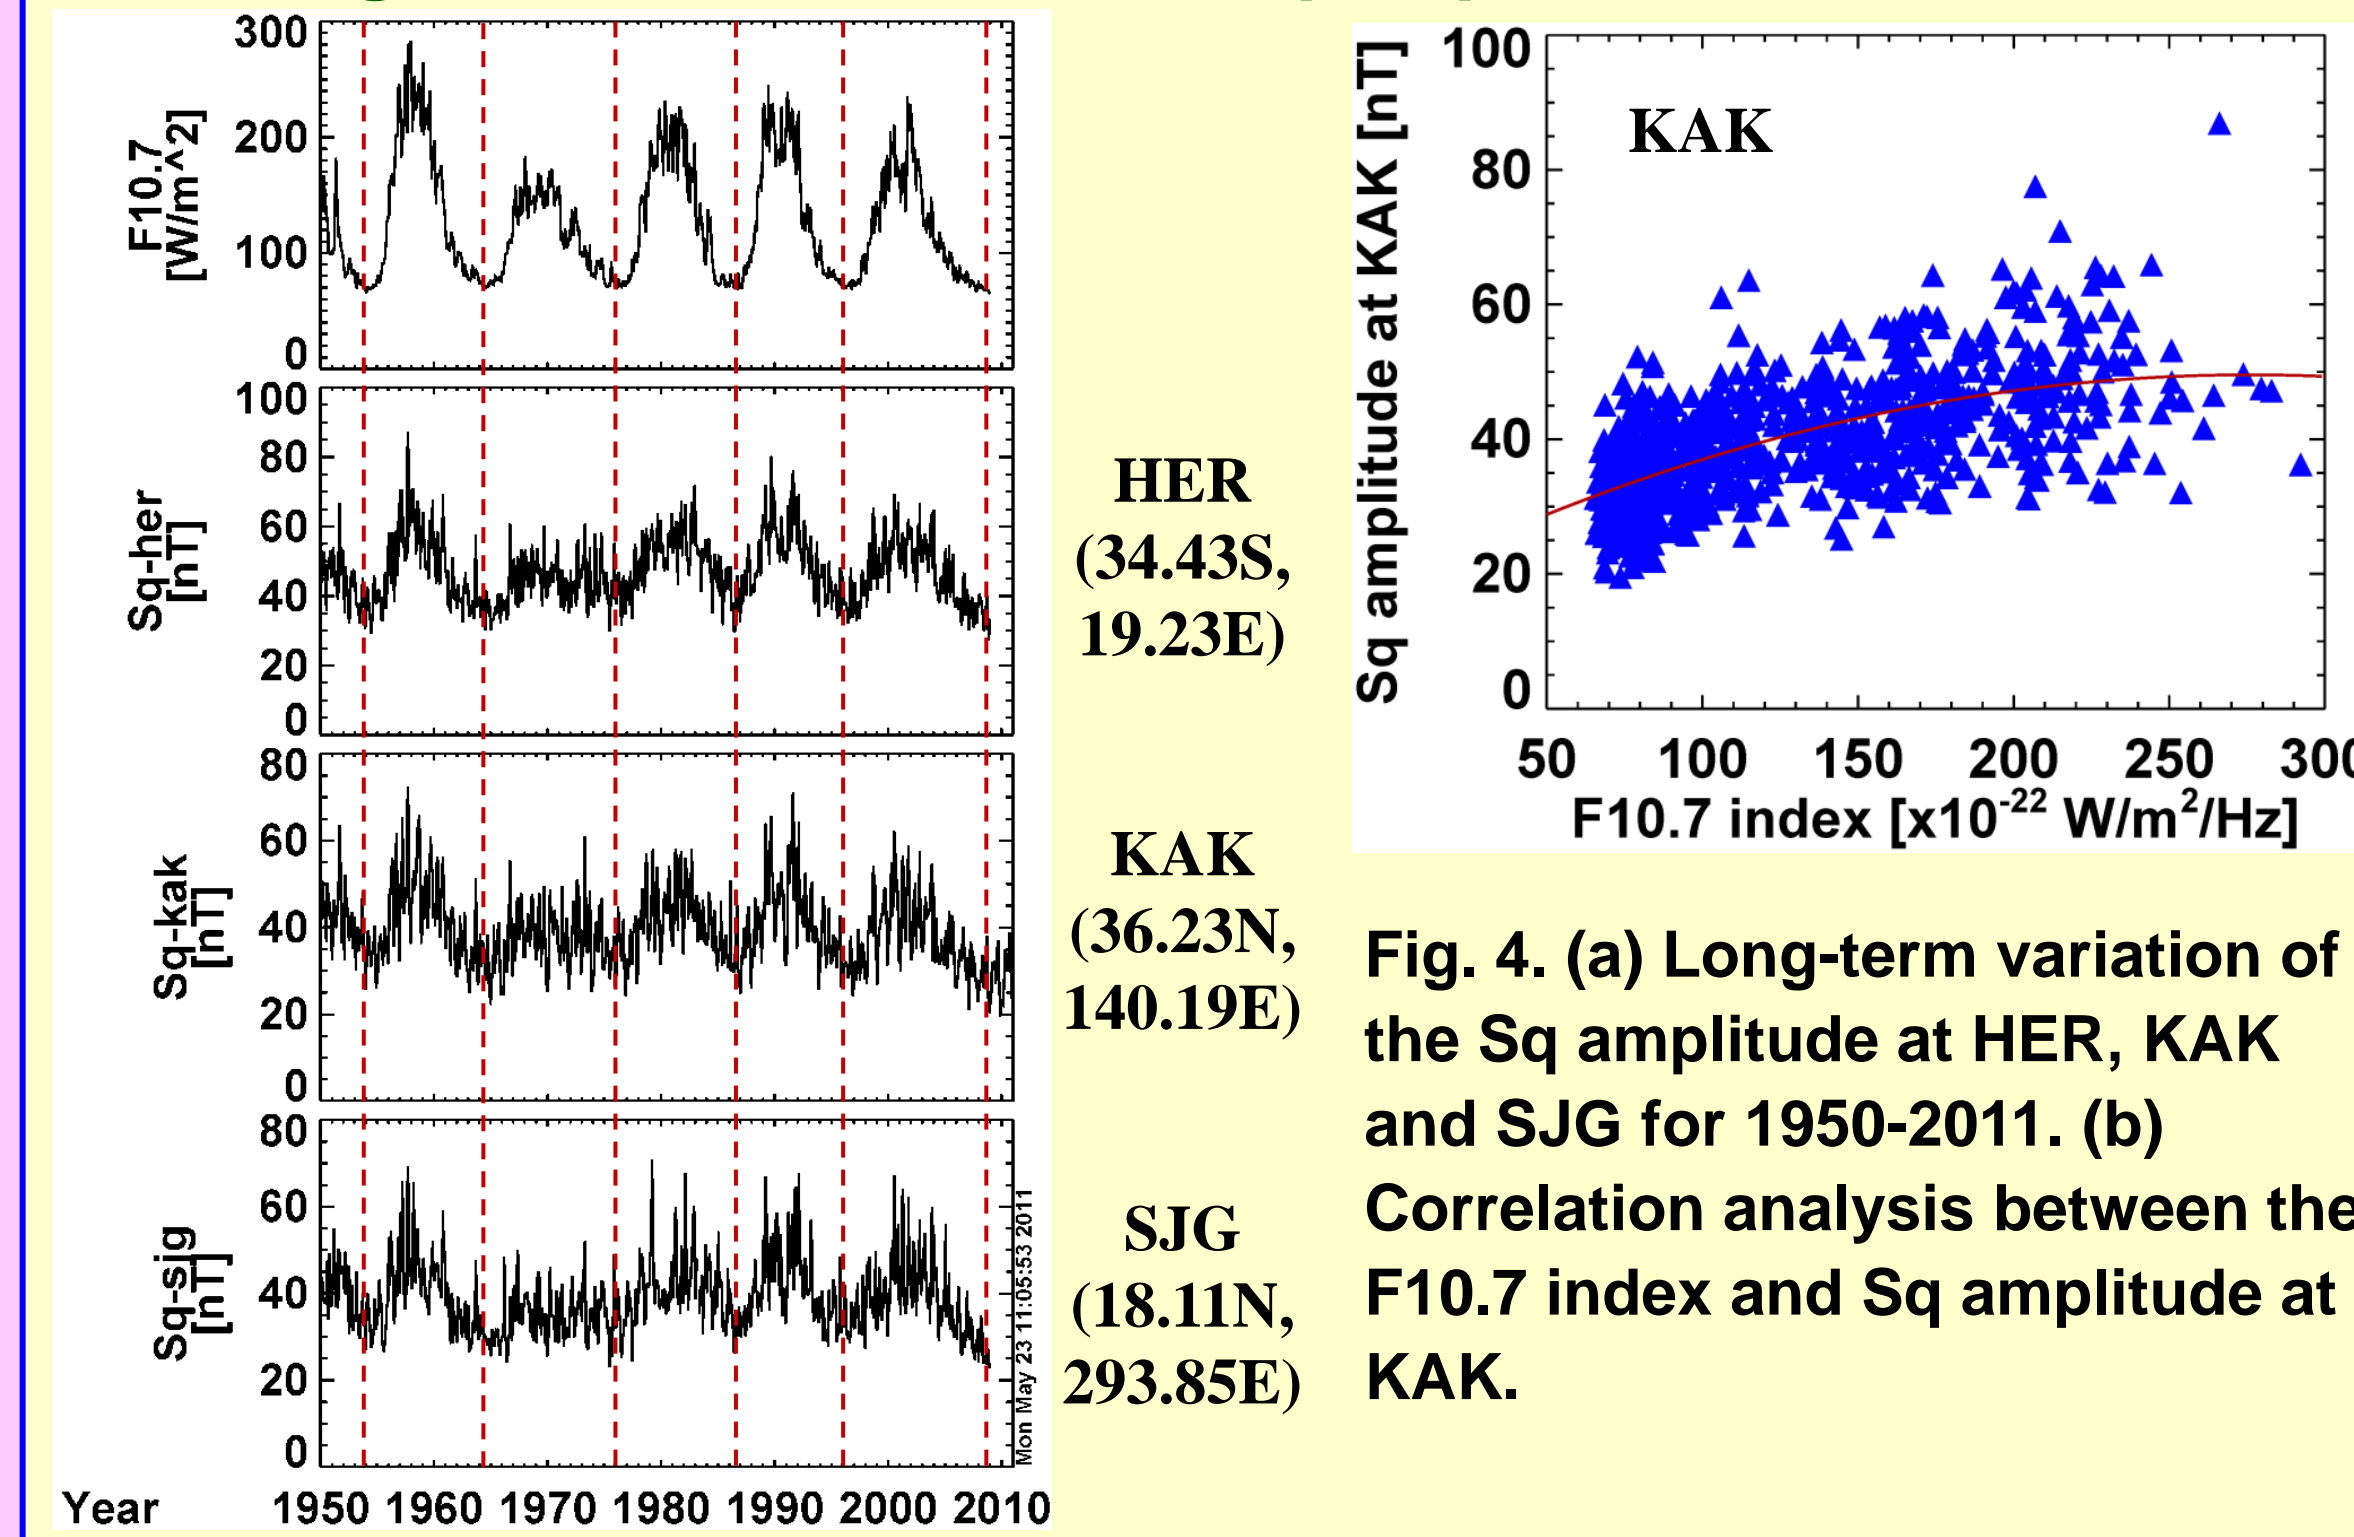 300
200
100
0
F10.7
[W/m^2]
100
80
60
40
20
0
Sq-her
[nT]
80
60
40
20
0
Sq-kak
[nT]
80
60
40
20
0
Sq-sjg
[nT]
Mon May 23 11:05:53 2011
Year 1950 1960 1970 1980 1990 2000 2010
HER
(34.43S,
19.23E)
KAK
(36.23N,
140.19E)
SJG
(18.11N,
293.85E)
Sq amplitude at KAK [nT]
100
80
60
40
20
0
KAK
50 100 150 200 250 300
F10.7 index [x10⁻²² W/m²/Hz]
Fig. 4. (a) Long-term variation of
the Sq amplitude at HER, KAK
and SJG for 1950-2011. (b)
Correlation analysis between the
F10.7 index and Sq amplitude at
KAK.